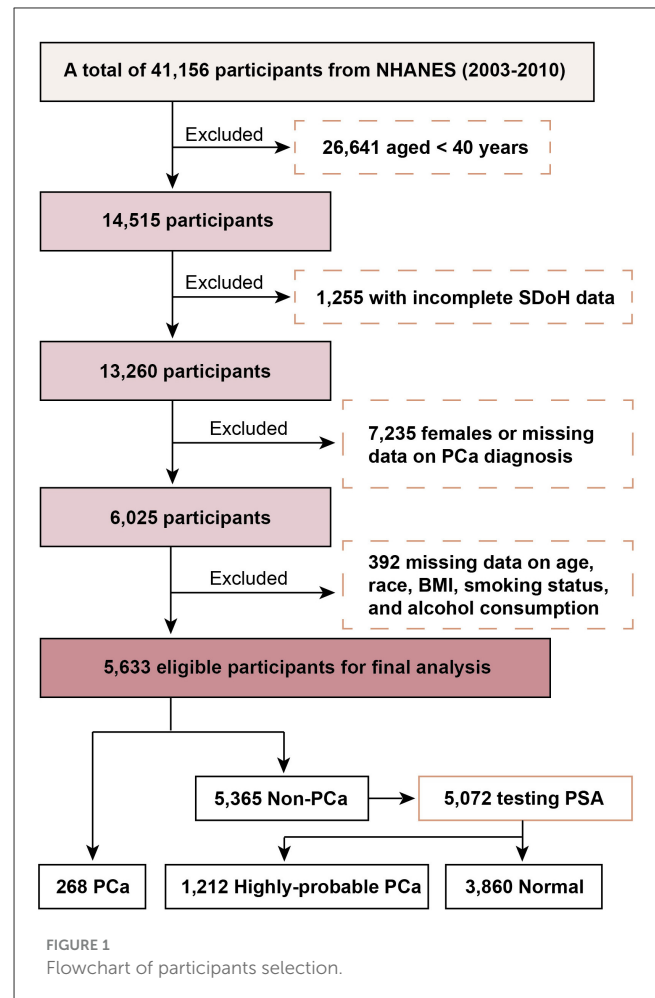 A total of 41,156 participants from NHANES (2003-2010)
Excluded
26,641 aged < 40 years
14,515 participants
Excluded
1,255 with incomplete SDoH data
13,260 participants
Excluded
7,235 females or missing
data on PCa diagnosis
6,025 participants
Excluded
392 missing data on age,
race, BMI, smoking status,
and alcohol consumption
5,633 eligible participants for final analysis
5,365 Non-PCa
5,072 testing PSA
268 PCa
1,212 Highly-probable PCa
3,860 Normal
FIGURE 1
Flowchart of participants selection.